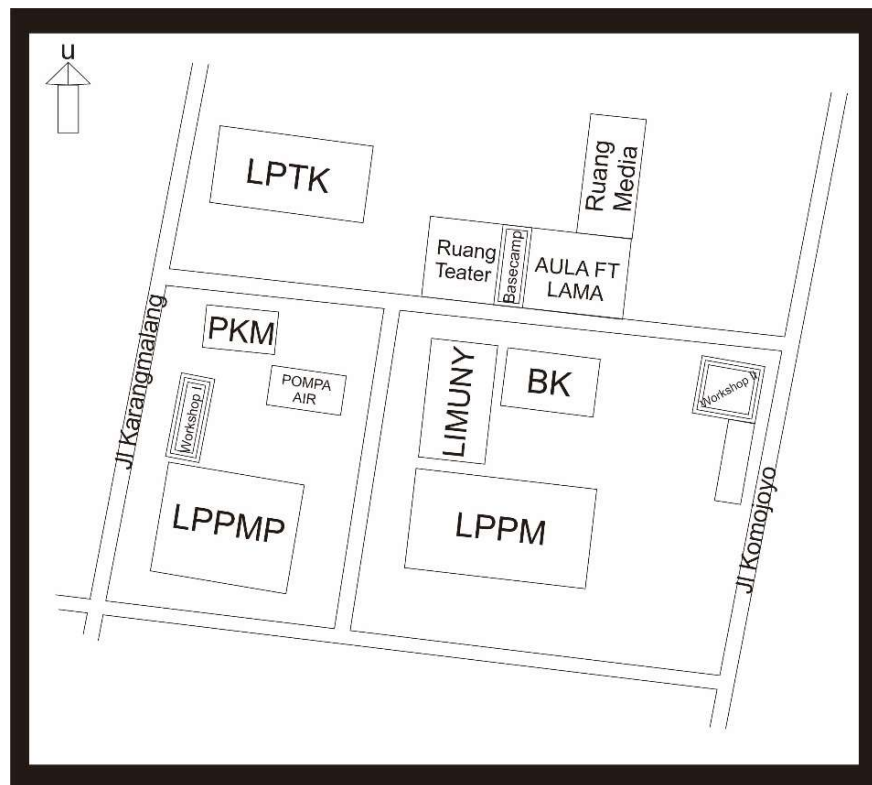 u
LPTK
Ruang
Media
Ruang
Teater
Basecamp
AULA FT
LAMA
Jl Karangmalang
PKM
POMPA
AIR
Workshop I
LIMUNY
BK
Workshop II
LPPMP
LPPM
Jl Komojoyo